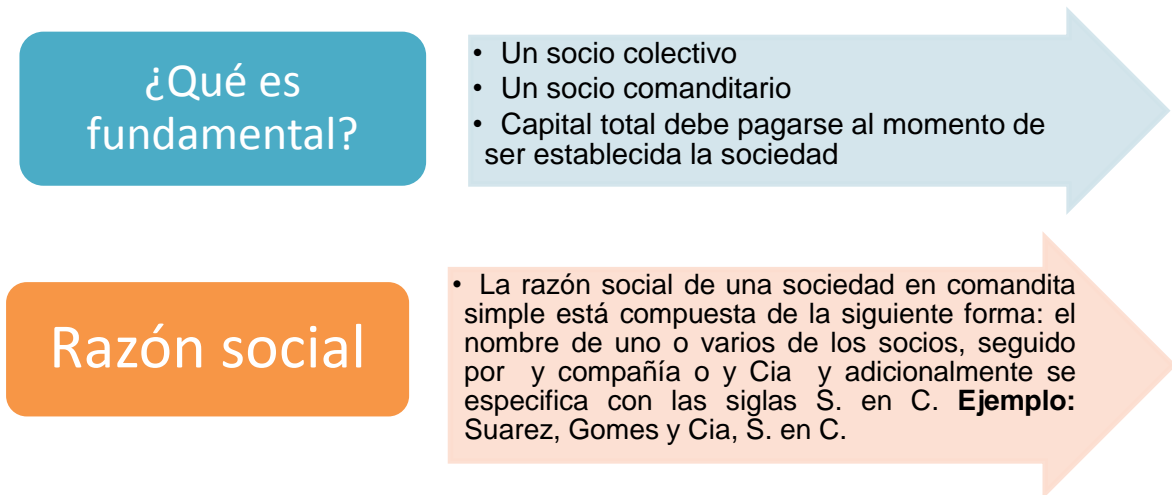 ¿Qué es
fundamental?
• Un socio colectivo
• Un socio comanditario
• Capital total debe pagarse al momento de
ser establecida la sociedad
Razón social
• La razón social de una sociedad en comandita
simple está compuesta de la siguiente forma: el
nombre de uno o varios de los socios, seguido
por y compañía o y Cia y adicionalmente se
especifica con las siglas S. en C. Ejemplo:
Suarez, Gomes y Cia, S. en C.